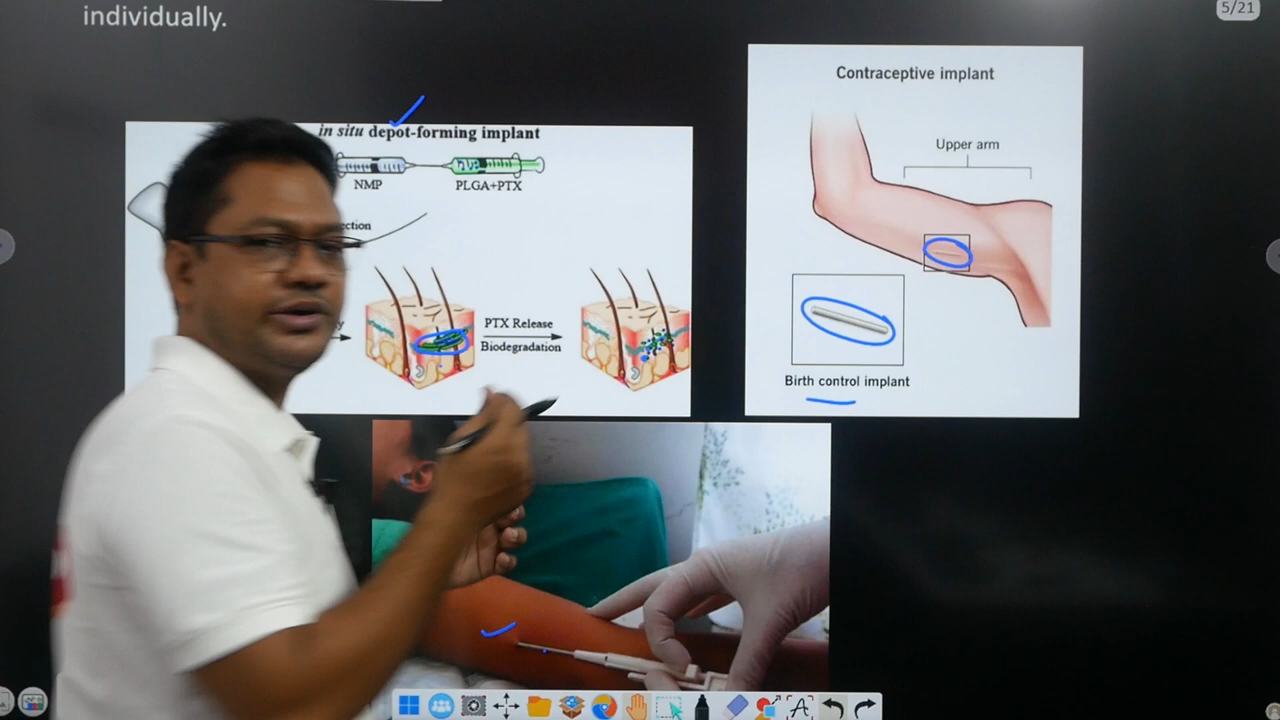 individually.
5/21
in situ depot-forming implant
NMP
PLGA+PTX
ction
PTX Release
Biodegradation
Contraceptive implant
Upper arm
Birth control implant